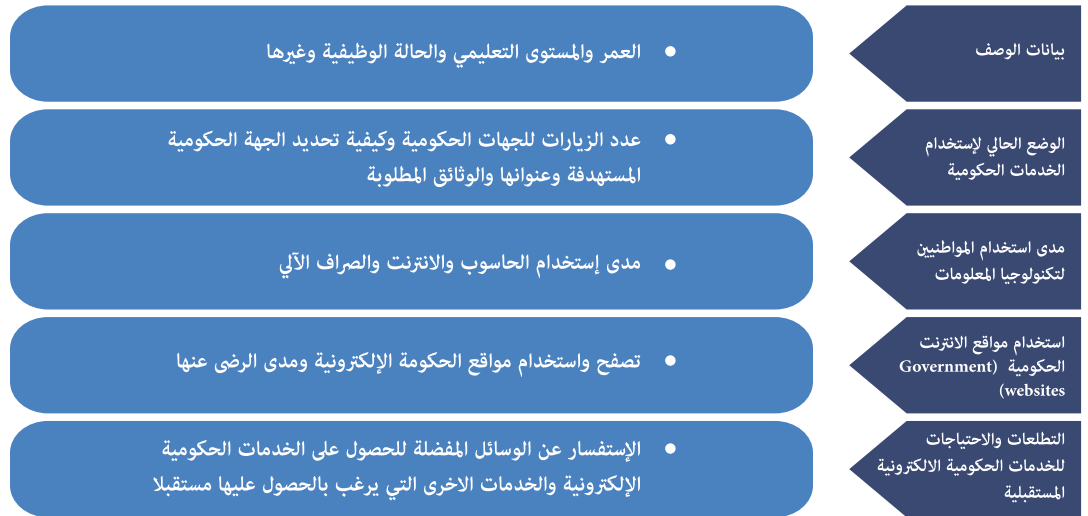 بيانات الوصف
• العمر والمستوى التعليمي والحالة الوظيفية وغيرها
الوضع الحالي لإستخدام
الخدمات الحكومية
• عدد الزيارات للجهات الحكومية وكيفية تحديد الجهة الحكومية
المستهدفة وعنوانها والوثائق المطلوبة
مدى استخدام المواطنيين
لتكنولوجيا المعلومات
• مدى إستخدام الحاسوب والانترنت والصراف الآلي
استخدام مواقع الانترنت
الحكومية (Government
websites)
• تصفح واستخدام مواقع الحكومة الإلكترونية ومدى الرضى عنها
التطلعات والاحتياجات
للخدمات الحكومية الالكترونية
المستقبلية
• الإستفسار عن الوسائل المفضلة للحصول على الخدمات الحكومية
الإلكترونية والخدمات الاخرى التي يرغب بالحصول عليها مستقبلا